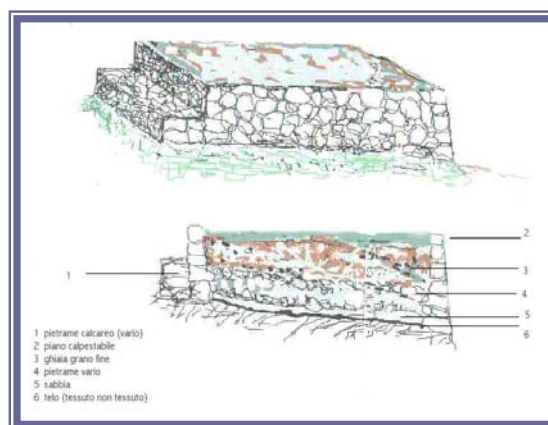 2
1
3
4
5
6
1 pietrame calcareo (vario)
2 piano calpestabile
3 ghiaia grano fine
4 pietrame vario
5 sabbia
6 telo (tessuto non tessuto)